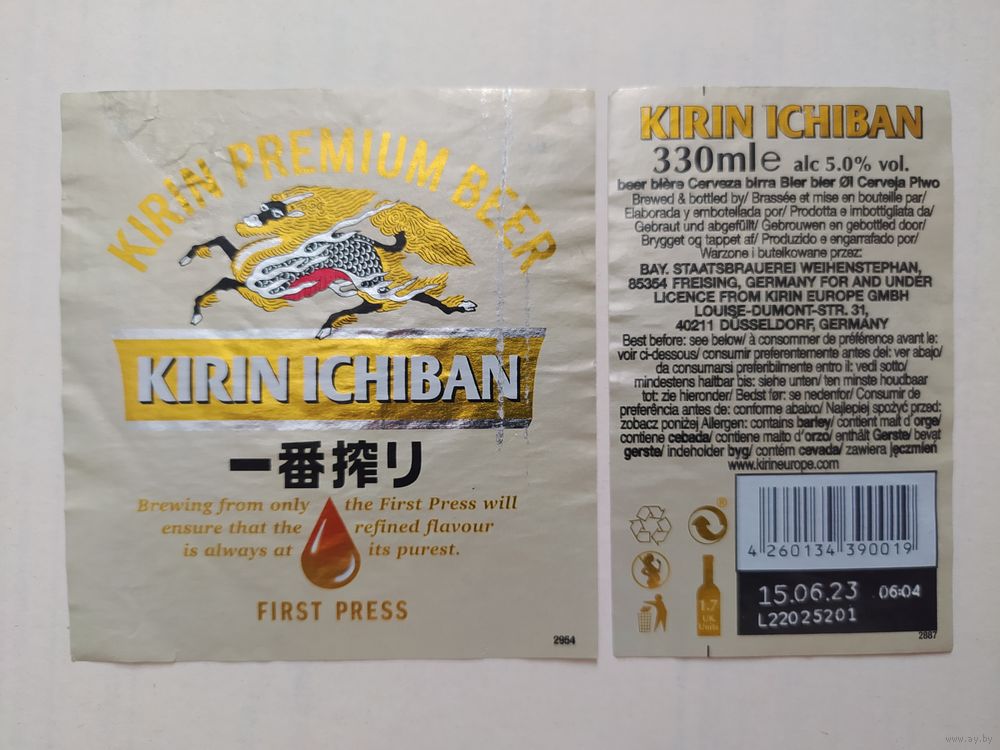 KIRIN PREMIUM BEER
KIRIN ICHIBAN
一番搾り
Brewing from only the First Press will
ensure that the refined flavour
is always at its purest.
FIRST PRESS
2954
KIRIN ICHIBAN
330ml e alc 5.0% vol.
beer bière Cerveza birra Bier bier Øl Cerveja Piwo
Brewed & bottled by/ Brassée et mise en bouteille par/
Elaborada y embotellada por/ Prodotta e imbottigliata da/
Gebraut und abgefüllt/ Gebrouwen en gebotteld door/
Brygget og tappet af/ Produzido e engarrafado por/
Warzone i butelkowane przez:
BAY. STAATSBRAUEREI WEIHENSTEPHAN,
85354 FREISING, GERMANY FOR AND UNDER
LICENCE FROM KIRIN EUROPE GMBH
LOUISE-DUMONT-STR. 31,
40211 DÜSSELDORF, GERMANY
Best before: see below/ à consommer de préférence avant le:
voir ci-dessous/ consumir preferentemente antes del: ver abajo/
da consumarsi preferibilmente entro il: vedi sotto/
mindestens haltbar bis: siehe unten/ ten minste houdbaar
tot: zie hieronder/ Bedst før: se nedenfor/ Consumir de
preferência antes de: conforme abaixo/ Najlepiej spożyć przed:
zobacz poniżej Allergen: contains barley/ contient malt d'orge/
contiene cebada/ contiene malto d'orzo/ enthält Gerste/ bevat
gerste/ indeholder byg/ contém cevada/ zawiera jęczmień
www.kirineurope.com
®
1.7
UK
Units
4 260134 390019
15.06.23 06:04
L22025201
2887
www.ay.by